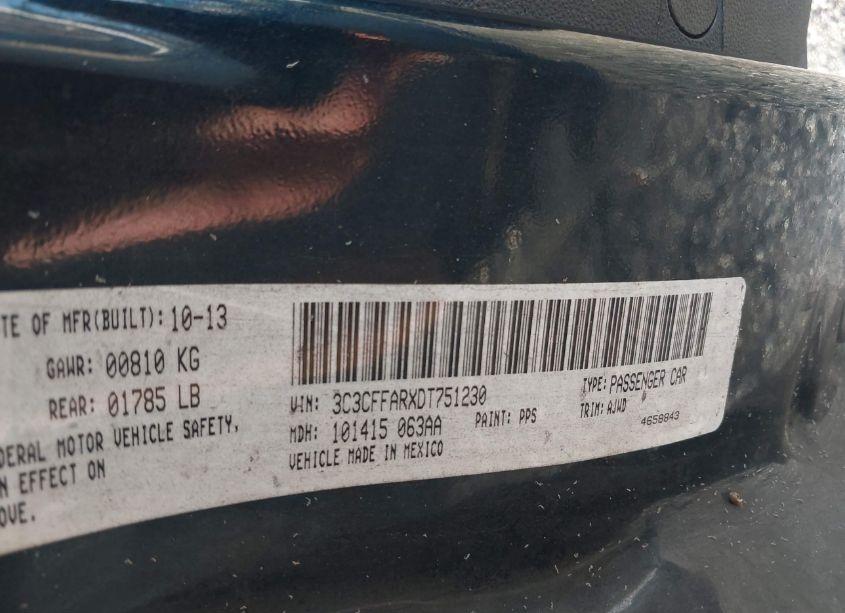 TE OF MFR(BUILT): 10-13
GAWR: 00810 KG
REAR: 01785 LB
DERAL MOTOR VEHICLE SAFETY,
N EFFECT ON
OVE.
VIN: 3C3CFFARXDT751230
TYPE: PASSENGER CAR
MDH: 101415 063AA
PAINT: PPS
TRIM: AJWD
VEHICLE MADE IN MEXICO
4658843